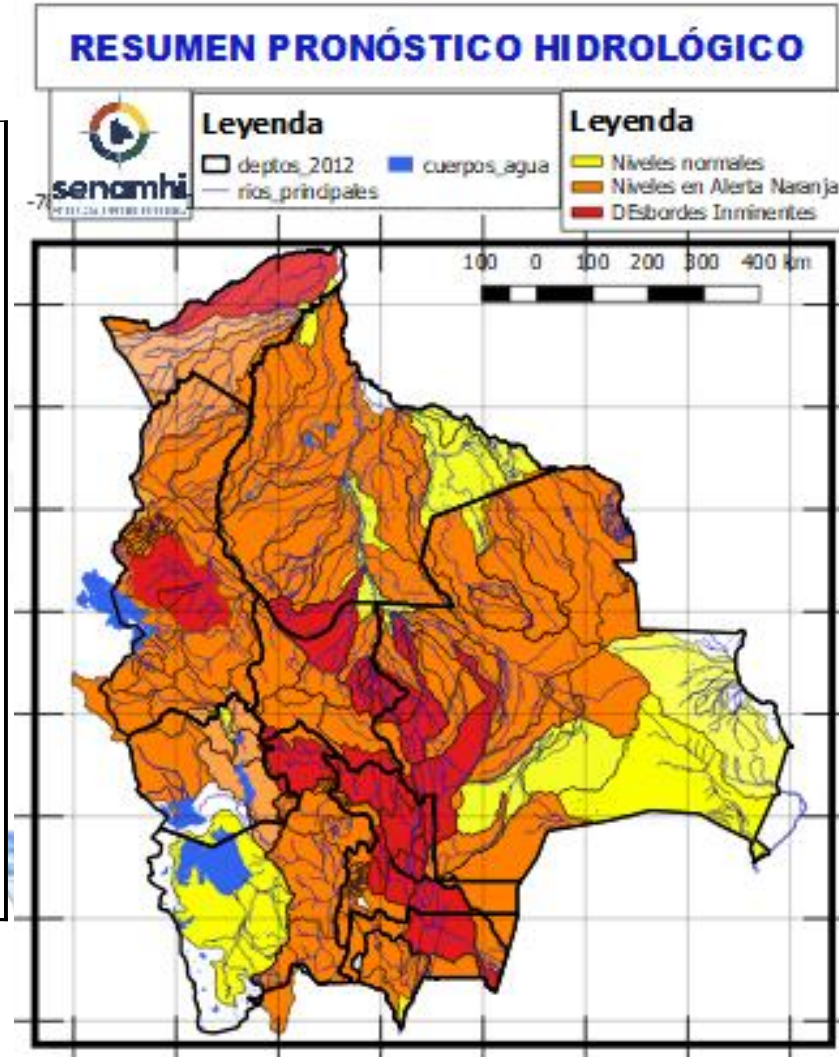 RESUMEN PRONÓSTICO HIDROLÓGICO
senamhi
Leyenda
deptos_2012
cuerpos_agua
rios_principales
Leyenda
Niveles normales
Niveles en Alerta Naranja
DEsbordes Inminentes
100 0 100 200 300 400 km